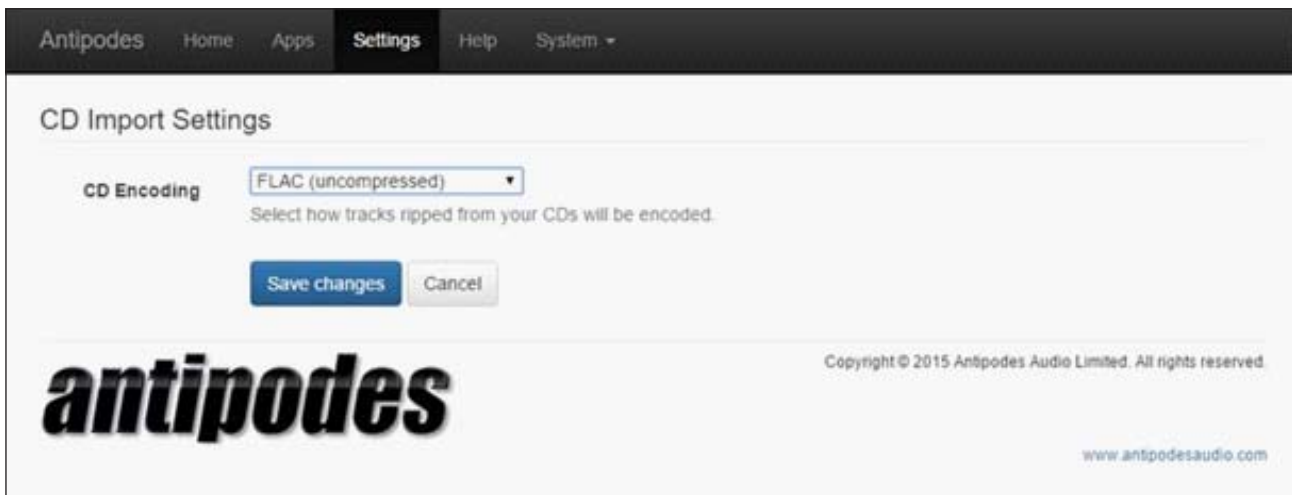 Antipodes Home Apps Settings Help System
CD Import Settings
CD Encoding FLAC (uncompressed)
Select how tracks ripped from your CDs will be encoded.
Save changes Cancel
antipodes
Copyright © 2015 Antipodes Audio Limited. All rights reserved.
www.antipodesaudio.com